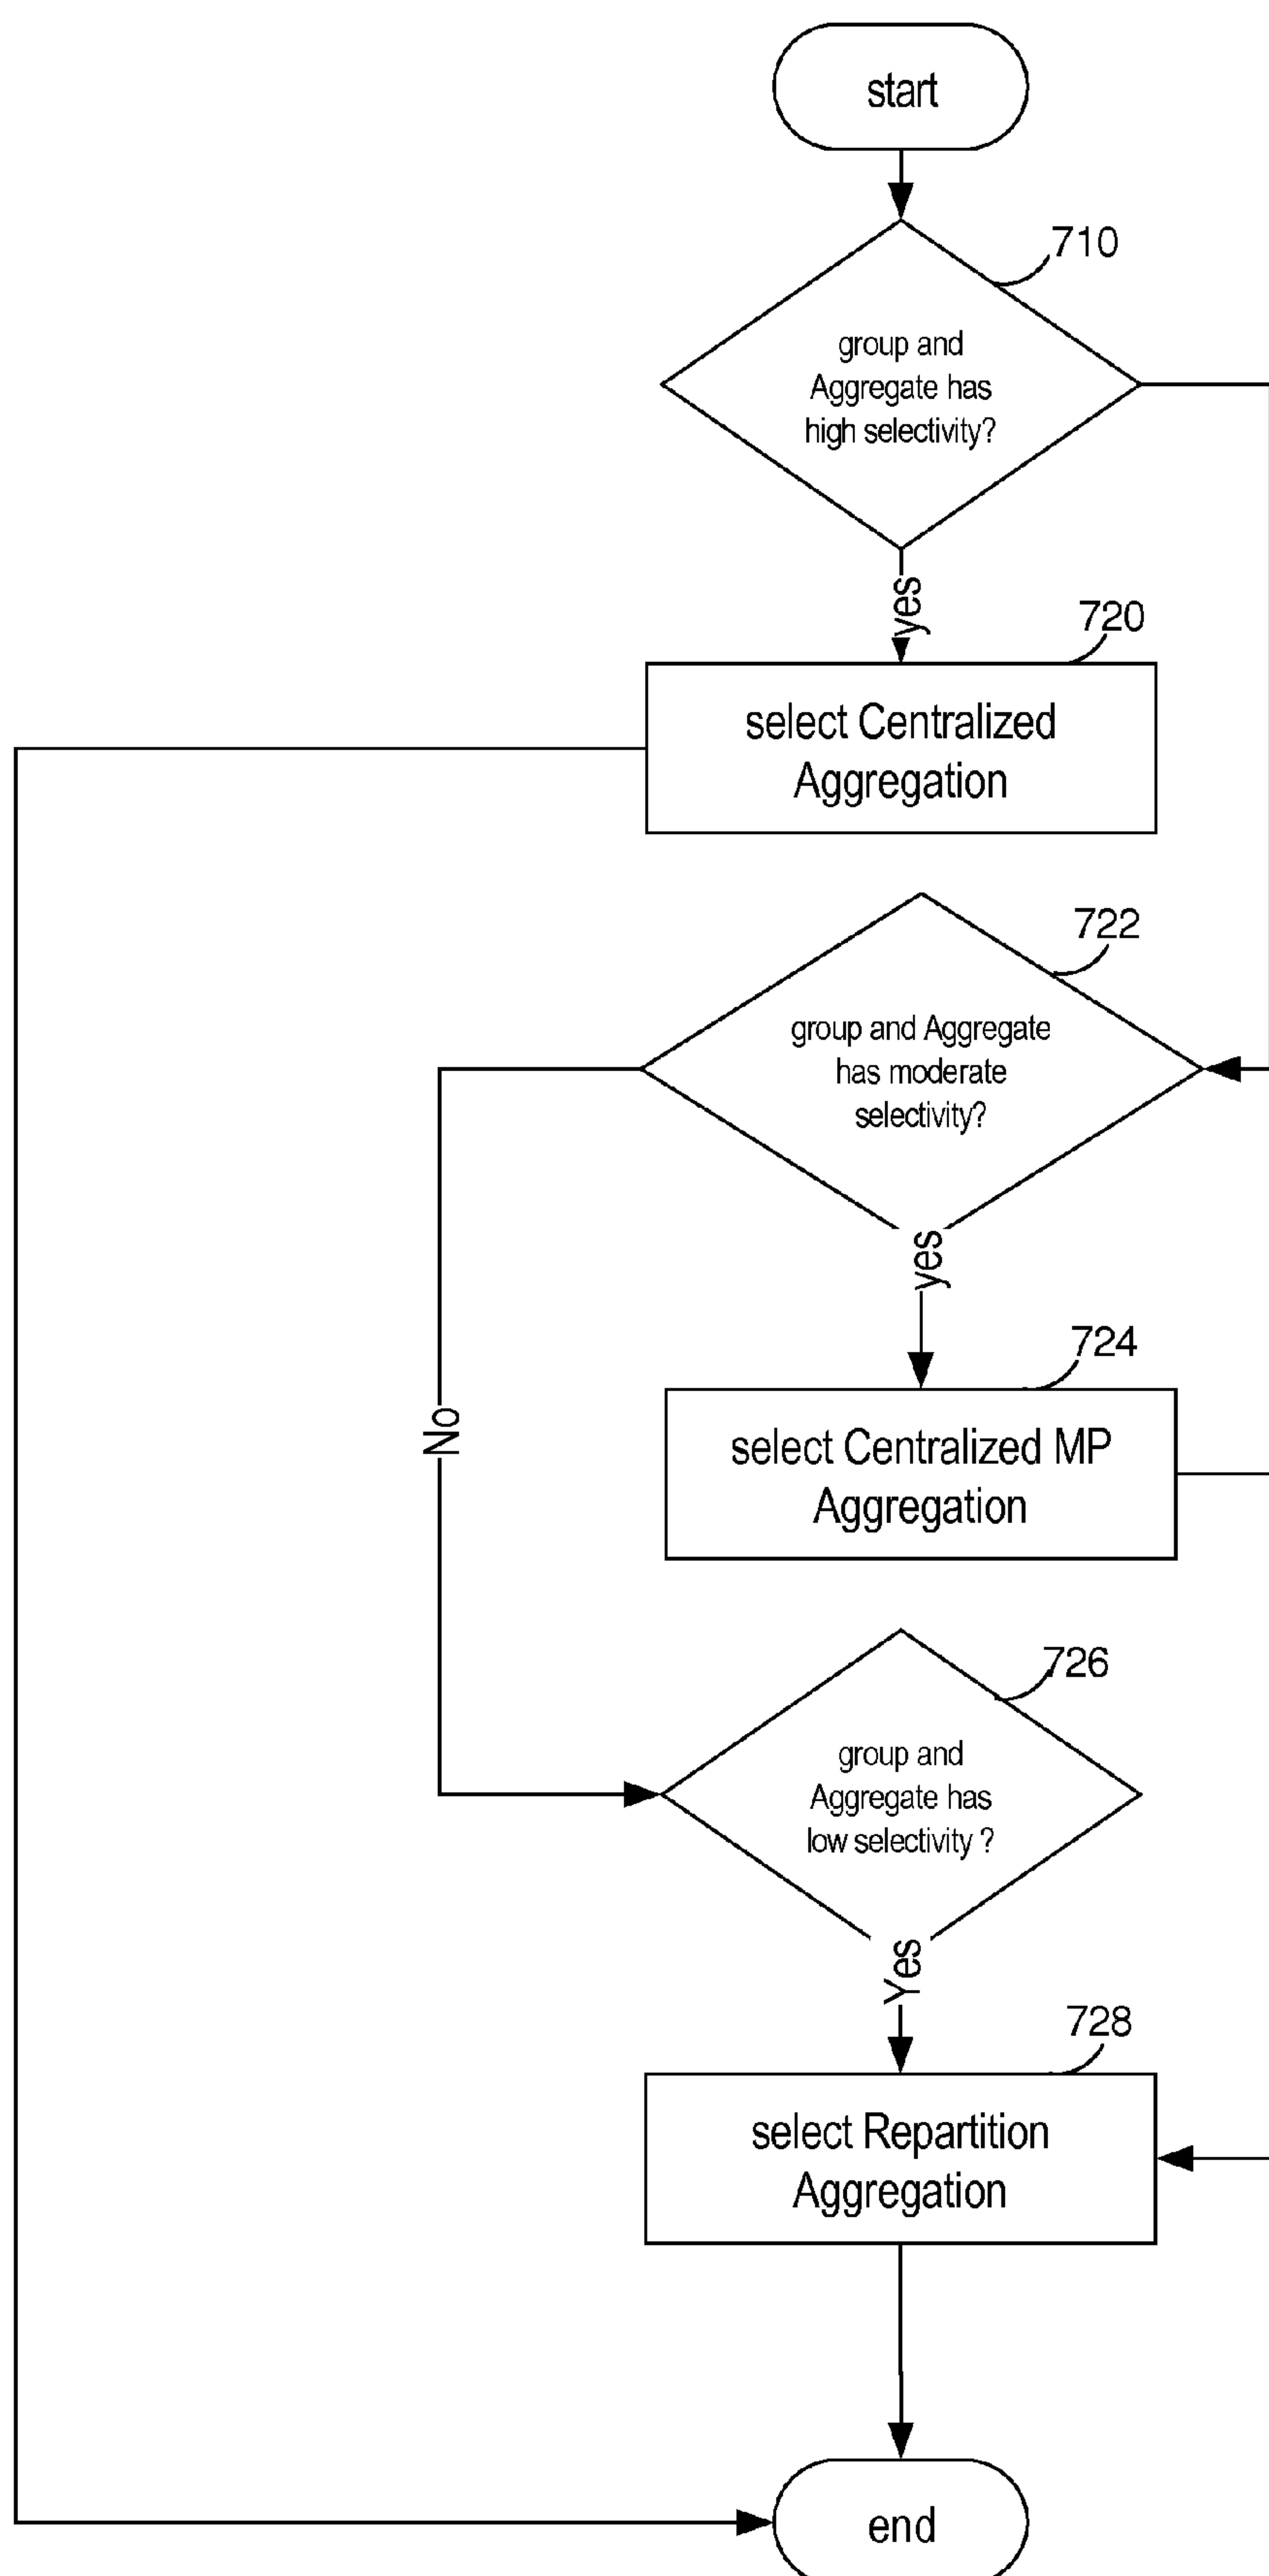 start
710
group and
Aggregate has
high selectivity?
yes
720
select Centralized
Aggregation
722
group and Aggregate
has moderate
selectivity?
yes
724
select Centralized MP
Aggregation
No
726
group and
Aggregate has
low selectivity ?
Yes
728
select Repartition
Aggregation
end